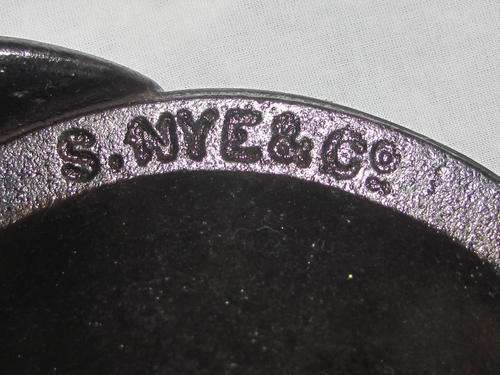 S. NYE & Co.